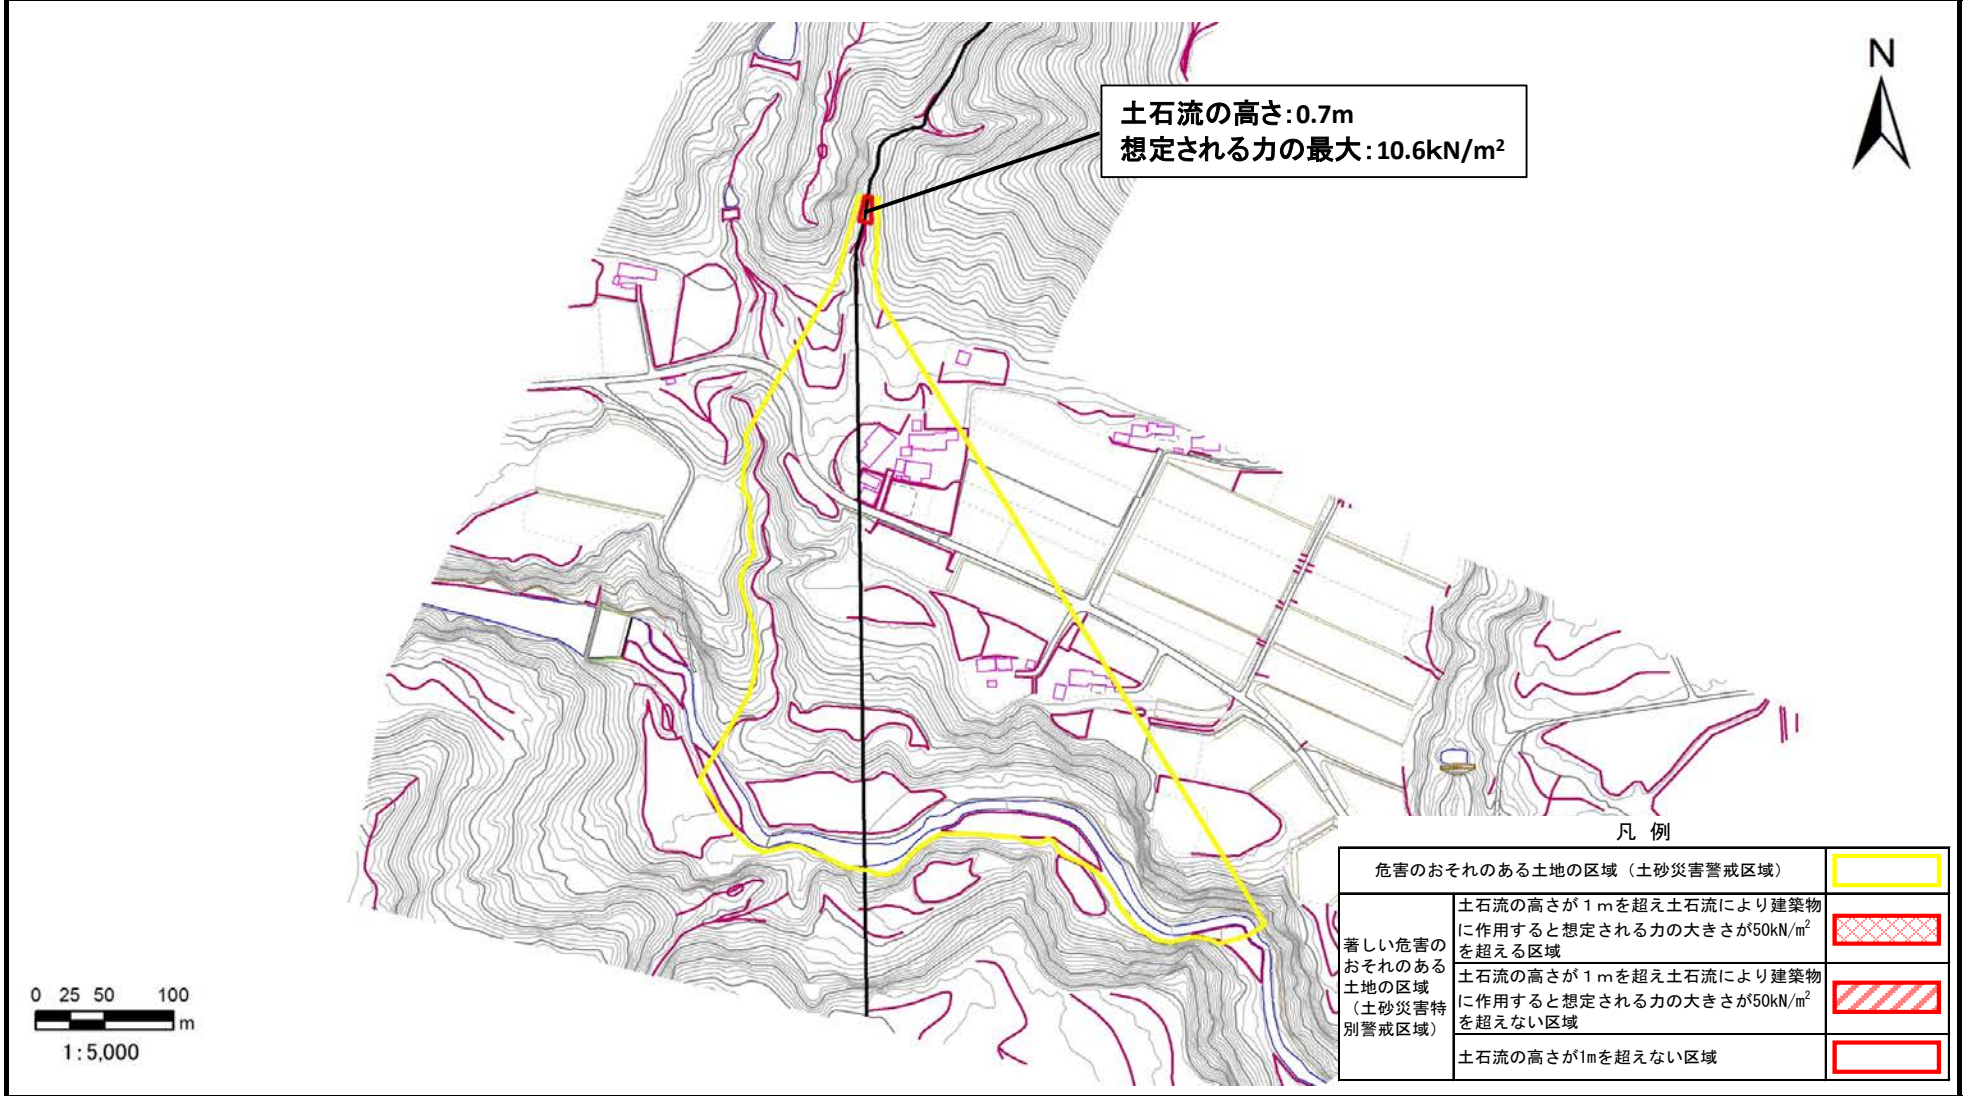 N
土石流の高さ:0.7m
想定される力の最大:10.6kN/m²
凡 例
危害のおそれのある土地の区域（土砂災害警戒区域）
著しい危害の
おそれのある
土地の区域
（土砂災害特
別警戒区域）
土石流の高さが１ｍを超え土石流により建築物
に作用すると想定される力の大きさが50kN/㎡
を超える区域
土石流の高さが１ｍを超え土石流により建築物
に作用すると想定される力の大きさが50kN/㎡
を超えない区域
土石流の高さが1mを超えない区域
0 25 50 100
m
1:5,000